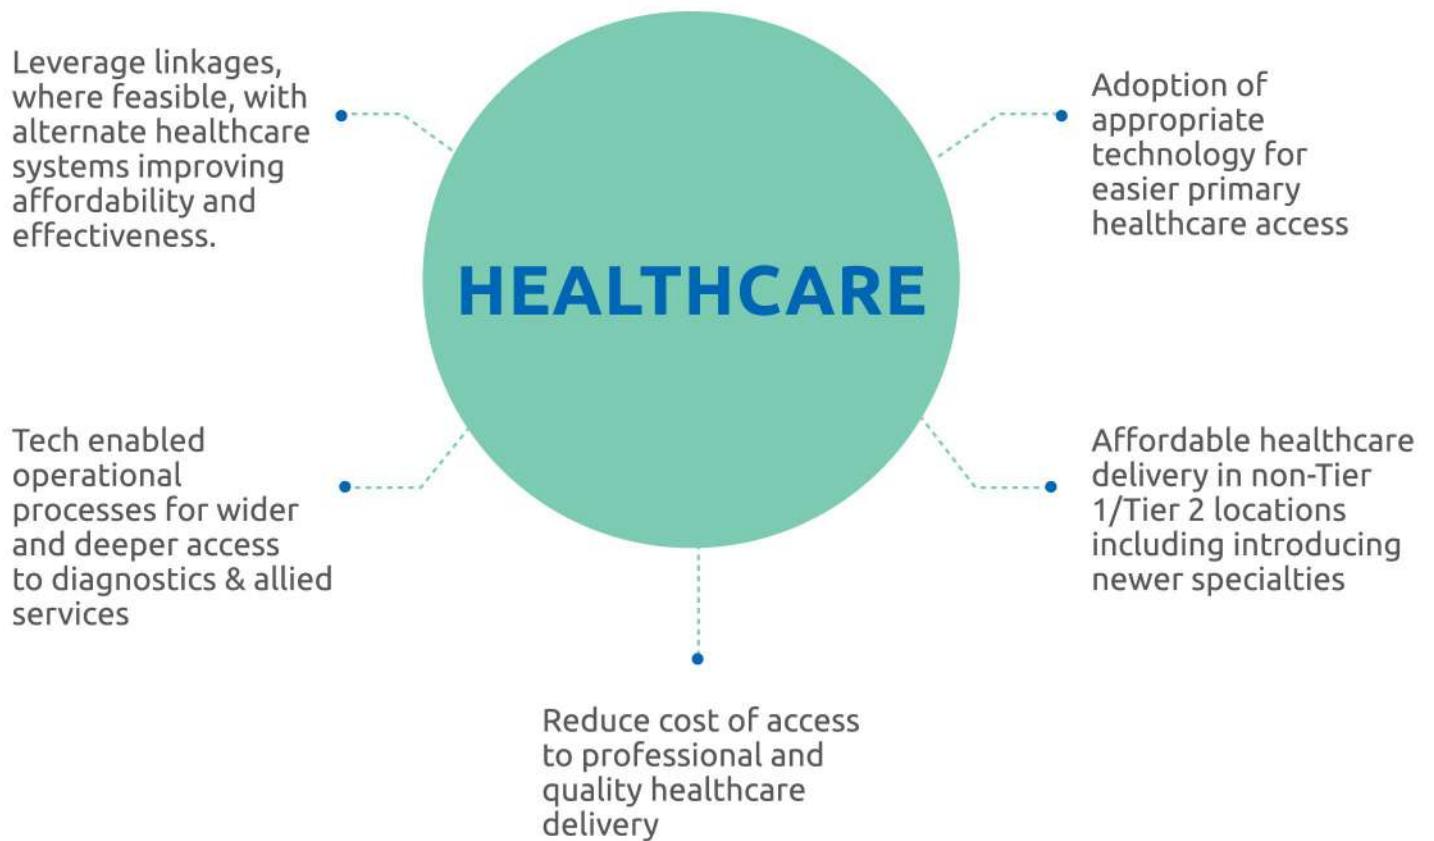 Leverage linkages,
where feasible, with
alternate healthcare
systems improving
affordability and
effectiveness.
Adoption of
appropriate
technology for
easier primary
healthcare access
HEALTHCARE
Tech enabled
operational
processes for wider
and deeper access
to diagnostics & allied
services
Affordable healthcare
delivery in non-Tier
1/Tier 2 locations
including introducing
newer specialties
Reduce cost of access
to professional and
quality healthcare
delivery